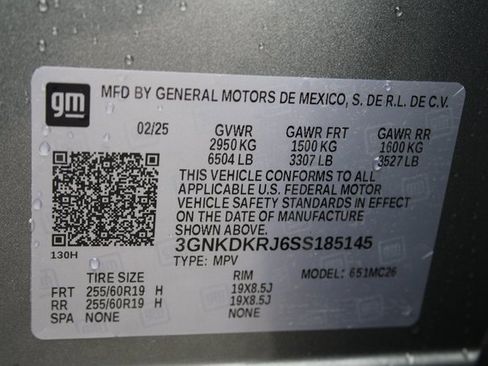 gm MFD BY GENERAL MOTORS DE MEXICO, S. DE R.L. DE C.V.
02/25 GVWR GAWR FRT GAWR RR
2950 KG 1500 KG 1600 KG
6504 LB 3307 LB 3527 LB
THIS VEHICLE CONFORMS TO ALL
APPLICABLE U.S. FEDERAL MOTOR
VEHICLE SAFETY STANDARDS IN EFFECT
ON THE DATE OF MANUFACTURE
SHOWN ABOVE.
3GNKDKRJ6SS185145
130H TYPE: MPV
TIRE SIZE RIM MODEL: 651MC26
FRT 255/60R19 H 19X8.5J
RR 255/60R19 H 19X8.5J
SPA NONE NONE